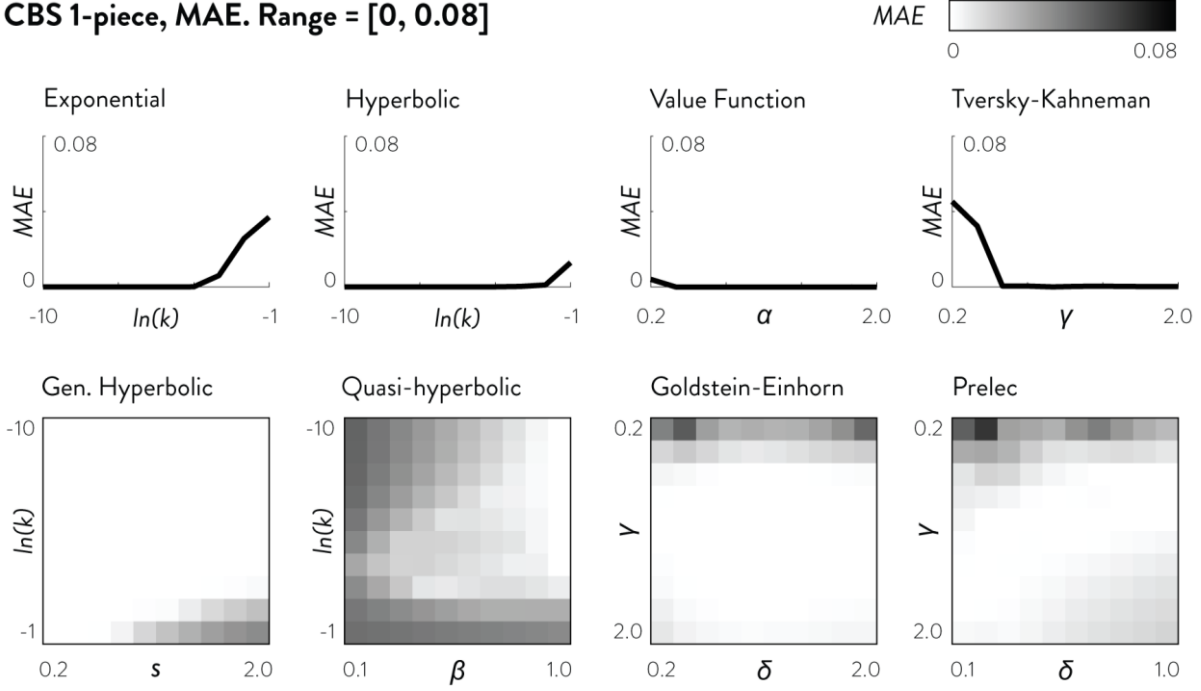 CBS 1-piece, MAE. Range = [0, 0.08]
MAE
0 0.08
Exponential
0.08
MAE
0
-10 ln(k) -1
Hyperbolic
0.08
MAE
0
-10 ln(k) -1
Value Function
0.08
MAE
0
0.2 α 2.0
Tversky-Kahneman
0.08
MAE
0
0.2 γ 2.0
Gen. Hyperbolic
-10
ln(k)
-1
0.2 s 2.0
Quasi-hyperbolic
-10
ln(k)
-1
0.1 β 1.0
Goldstein-Einhorn
0.2
γ
2.0
0.2 δ 2.0
Prelec
0.2
γ
2.0
0.1 δ 1.0